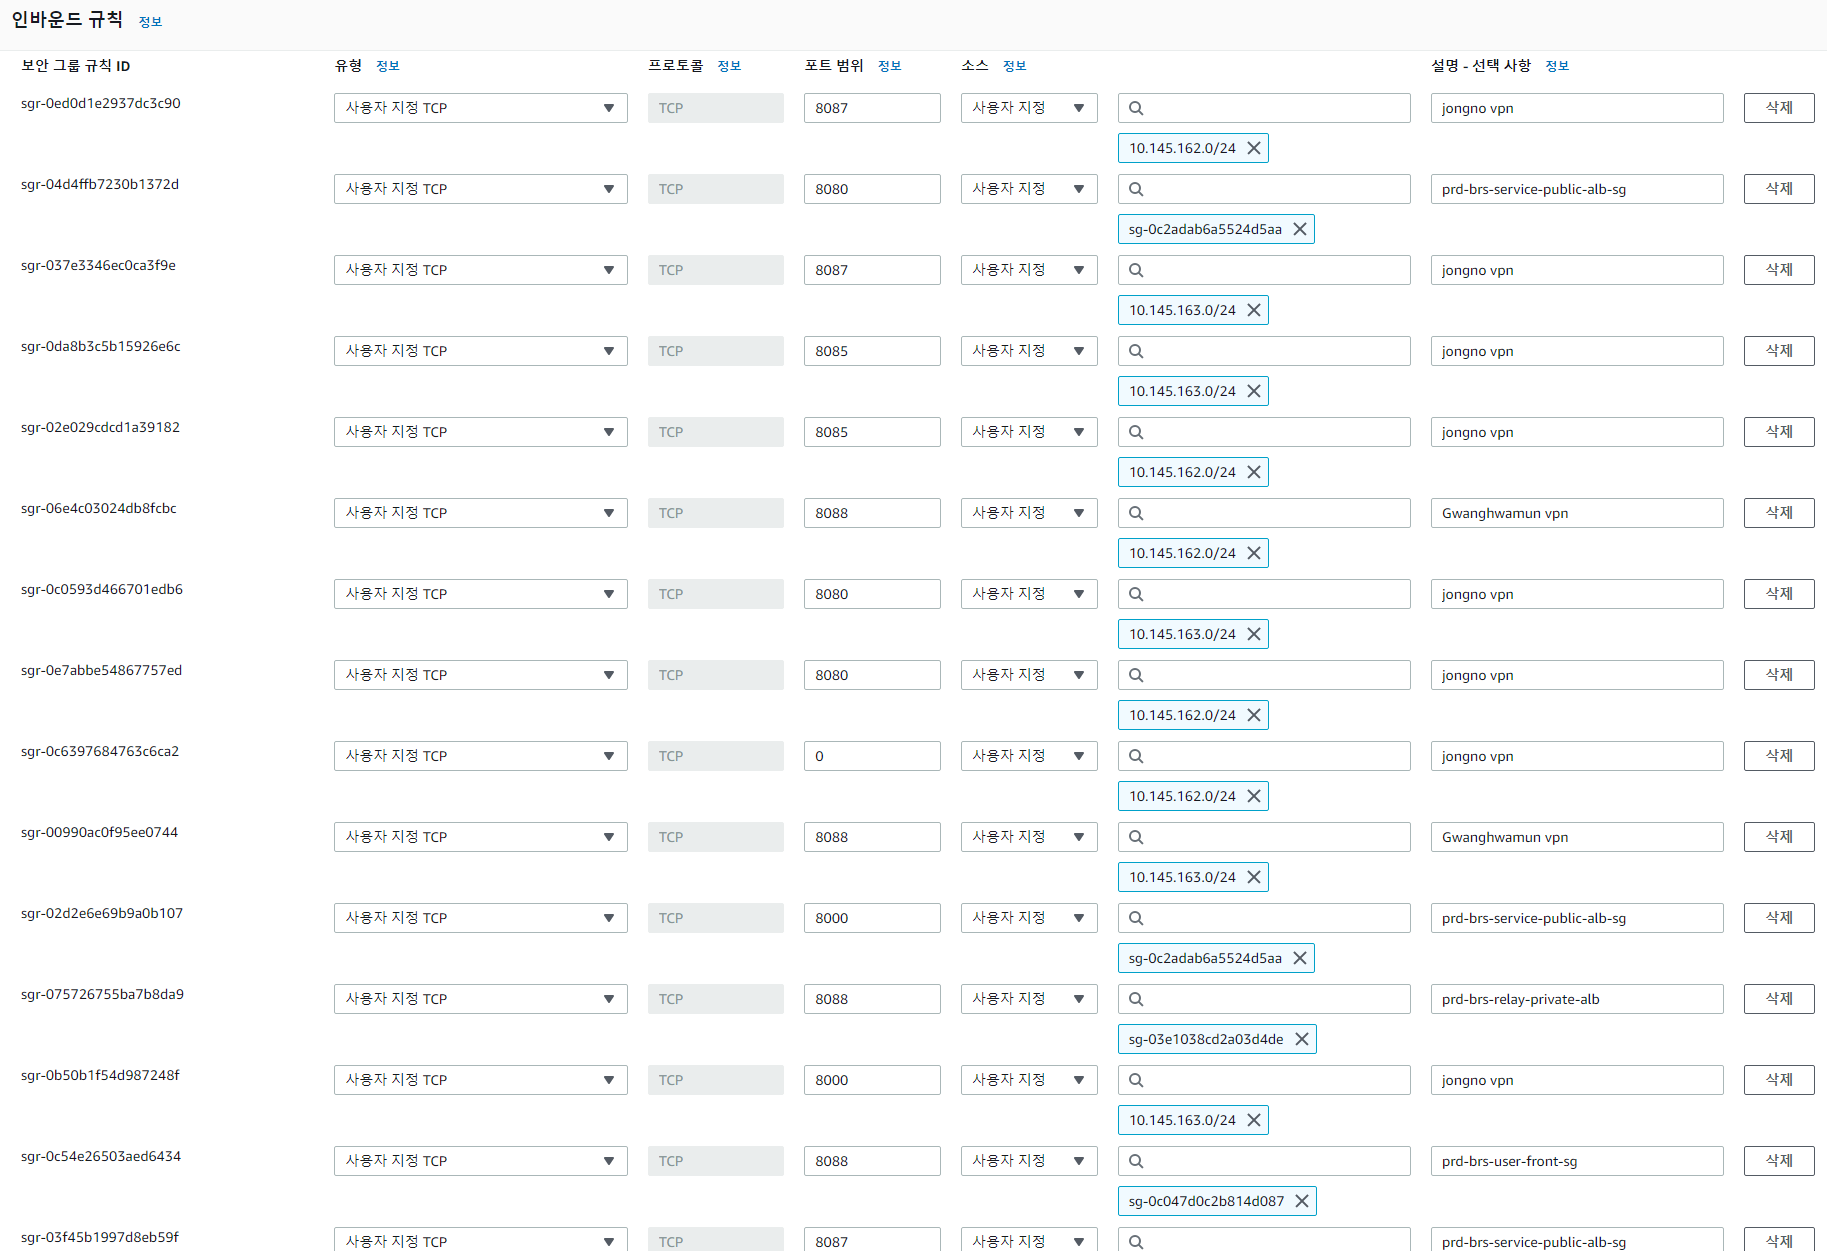 인바운드 규칙 정보
보안 그룹 규칙 ID 유형 정보 프로토콜 정보 포트 범위 정보 소스 정보 설명 - 선택 사항 정보
sgr-0ed0d1e2937dc3c90 사용자 지정 TCP TCP 8087 사용자 지정 jongno vpn 삭제
10.145.162.0/24
sgr-04d4ffb7230b1372d 사용자 지정 TCP TCP 8080 사용자 지정 prd-brs-service-public-alb-sg 삭제
sg-0c2adab6a5524d5aa
sgr-037e3346ec0ca3f9e 사용자 지정 TCP TCP 8087 사용자 지정 jongno vpn 삭제
10.145.163.0/24
sgr-0da8b3c5b15926e6c 사용자 지정 TCP TCP 8085 사용자 지정 jongno vpn 삭제
10.145.163.0/24
sgr-02e029cdcd1a39182 사용자 지정 TCP TCP 8085 사용자 지정 jongno vpn 삭제
10.145.162.0/24
sgr-06e4c03024db8fcbc 사용자 지정 TCP TCP 8088 사용자 지정 Gwanghwamun vpn 삭제
10.145.162.0/24
sgr-0c0593d466701edb6 사용자 지정 TCP TCP 8080 사용자 지정 jongno vpn 삭제
10.145.163.0/24
sgr-0e7abbe54867757ed 사용자 지정 TCP TCP 8080 사용자 지정 jongno vpn 삭제
10.145.162.0/24
sgr-0c6397684763c6ca2 사용자 지정 TCP TCP 0 사용자 지정 jongno vpn 삭제
10.145.162.0/24
sgr-00990ac0f95ee0744 사용자 지정 TCP TCP 8088 사용자 지정 Gwanghwamun vpn 삭제
10.145.163.0/24
sgr-02d2e6e69b9a0b107 사용자 지정 TCP TCP 8000 사용자 지정 prd-brs-service-public-alb-sg 삭제
sg-0c2adab6a5524d5aa
sgr-075726755ba7b8da9 사용자 지정 TCP TCP 8088 사용자 지정 prd-brs-relay-private-alb 삭제
sg-03e1038cd2a03d4de
sgr-0b50b1f54d987248f 사용자 지정 TCP TCP 8000 사용자 지정 jongno vpn 삭제
10.145.163.0/24
sgr-0c54e26503aed6434 사용자 지정 TCP TCP 8088 사용자 지정 prd-brs-user-front-sg 삭제
sg-0c047d0c2b814d087
sgr-03f45b1997d8eb59f 사용자 지정 TCP TCP 8087 사용자 지정 prd-brs-service-public-alb-sg 삭제